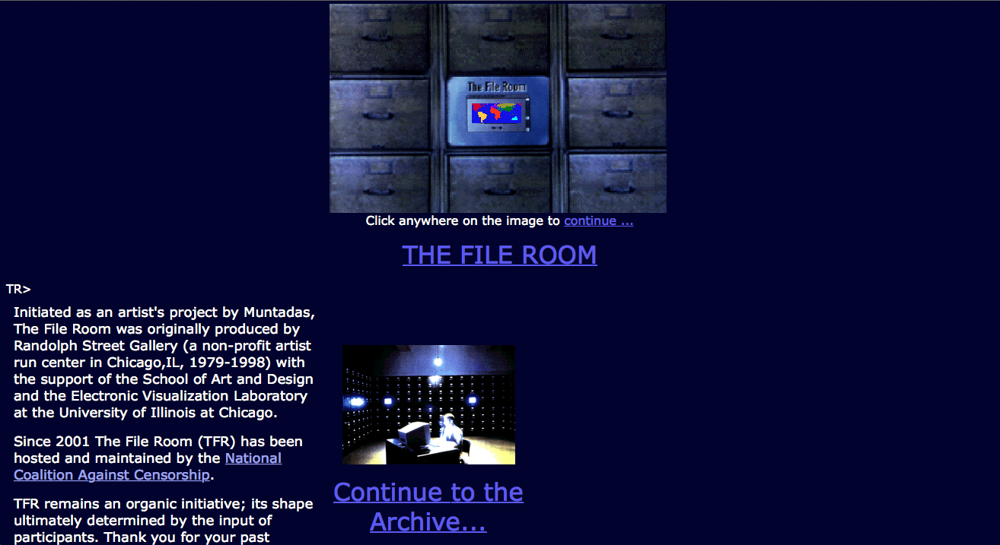 The File Room
Click anywhere on the image to continue ...
THE FILE ROOM
TR>
Initiated as an artist's project by Muntadas,
The File Room was originally produced by
Randolph Street Gallery (a non-profit artist
run center in Chicago,IL, 1979-1998) with
the support of the School of Art and Design
and the Electronic Visualization Laboratory
at the University of Illinois at Chicago.
Since 2001 The File Room (TFR) has been
hosted and maintained by the National
Coalition Against Censorship.
TFR remains an organic initiative; its shape
ultimately determined by the input of
participants. Thank you for your past
Continue to the
Archive...